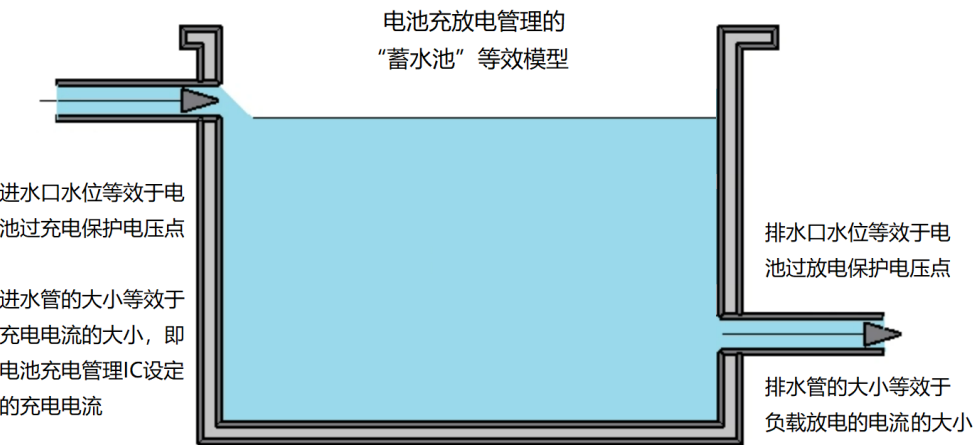 电池充放电管理的
“蓄水池”等效模型
进水口水位等效于电
池过充电保护电压点
进水管的大小等效于
充电电流的大小，即
电池充电管理IC设定
的充电电流
排水口水位等效于电
池过放电保护电压点
排水管的大小等效于
负载放电的电流的大小